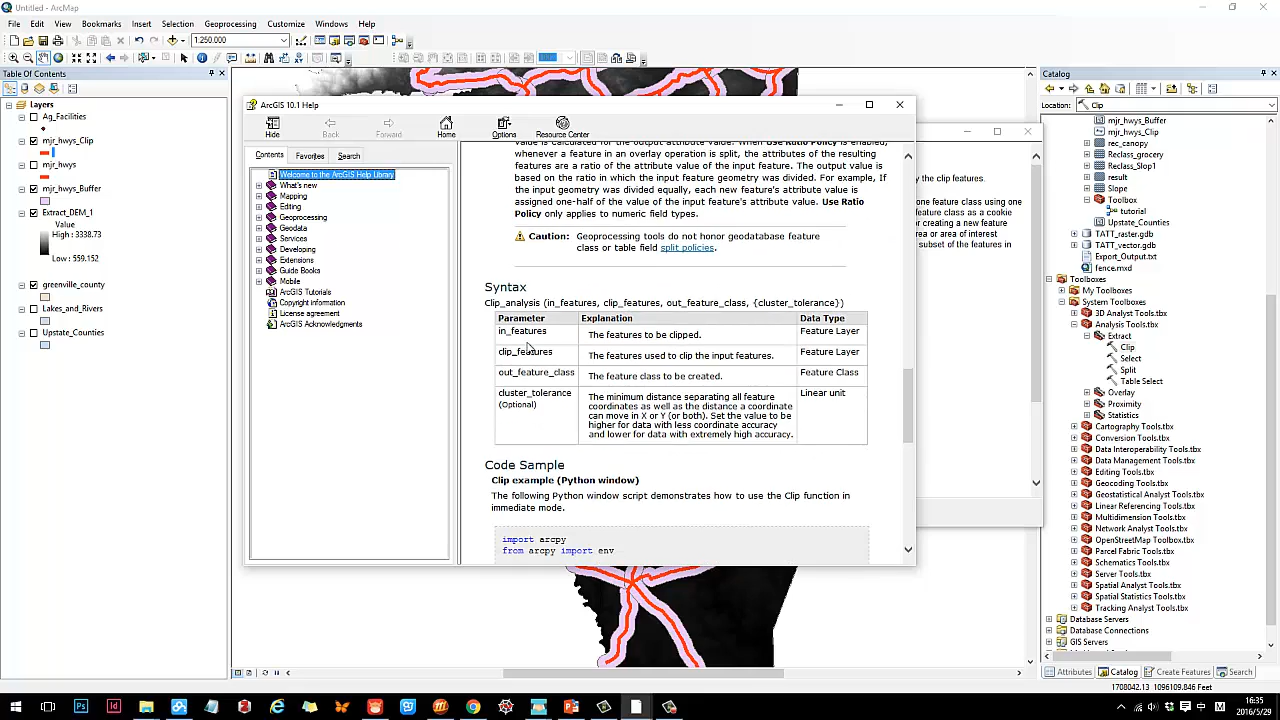 Untitled - ArcMap
File Edit View Bookmarks Insert Selection Geoprocessing Customize Windows Help
1:250,000
Table Of Contents
Layers
Ag_Facilities
mjr_hwys_Clip
mjr_hwys
mjr_hwys_Buffer
Extract_DEM_1
Value
High : 3338.73
Low : 559.152
greenville_county
Lakes_and_Rivers
Upstate_Counties
ArcGIS 10.1 Help
Hide Back Forward Home Options Resource Center
Contents Favorites Search
Welcome to the ArcGIS Help Library
What's new
Mapping
Editing
Geoprocessing
Geodata
Services
Developing
Extensions
Guide Books
Mobile
ArcGIS Tutorials
Copyright information
License agreement
ArcGIS Acknowledgments
value is calculated for the output attribute value. When Use Ratio Policy is enabled,
whenever a feature in an overlay operation is split, the attributes of the resulting
features are a ratio of the attribute value of the input feature. The output value is
based on the ratio in which the input feature geometry was divided. For example, If
the input geometry was divided equally, each new feature's attribute value is
assigned one-half of the value of the input feature's attribute value. Use Ratio
Policy only applies to numeric field types.
Caution: Geoprocessing tools do not honor geodatabase feature
class or table field split policies.
Syntax
Clip_analysis (in_features, clip_features, out_feature_class, {cluster_tolerance})
Parameter Explanation Data Type
in_features The features to be clipped. Feature Layer
clip_features The features used to clip the input features. Feature Layer
out_feature_class The feature class to be created. Feature Class
cluster_tolerance
(Optional)
The minimum distance separating all feature
coordinates as well as the distance a coordinate
can move in X or Y (or both). Set the value to be
higher for data with less coordinate accuracy
and lower for data with extremely high accuracy.
Linear unit
Code Sample
Clip example (Python window)
The following Python window script demonstrates how to use the Clip function in
immediate mode.
import arcpy
from arcpy import env
y the clip features.
one feature class using one
feature class as a cookie
r creating a new feature
area or area of interest
subset of the features in
Catalog
Location: Clip
mjr_hwys_Buffer
mjr_hwys_Clip
rec_canopy
Reclass_grocery
Reclass_Slop1
result
Slope
Toolbox
tutorial
Upstate_Counties
TATT_raster.gdb
TATT_vector.gdb
Export_Output.txt
fence.mxd
Toolboxes
My Toolboxes
System Toolboxes
3D Analyst Tools.tbx
Analysis Tools.tbx
Extract
Clip
Select
Split
Table Select
Overlay
Proximity
Statistics
Cartography Tools.tbx
Conversion Tools.tbx
Data Interoperability Tools.tbx
Data Management Tools.tbx
Editing Tools.tbx
Geocoding Tools.tbx
Geostatistical Analyst Tools.tbx
Linear Referencing Tools.tbx
Multidimension Tools.tbx
Network Analyst Tools.tbx
OpenStreetMap Toolbox.tbx
Parcel Fabric Tools.tbx
Schematics Tools.tbx
Server Tools.tbx
Spatial Analyst Tools.tbx
Spatial Statistics Tools.tbx
Tracking Analyst Tools.tbx
Database Servers
Database Connections
GIS Servers
Attributes Catalog Create Features Search
1708042.13 1096109.846 Feet
16:35
2016/5/29